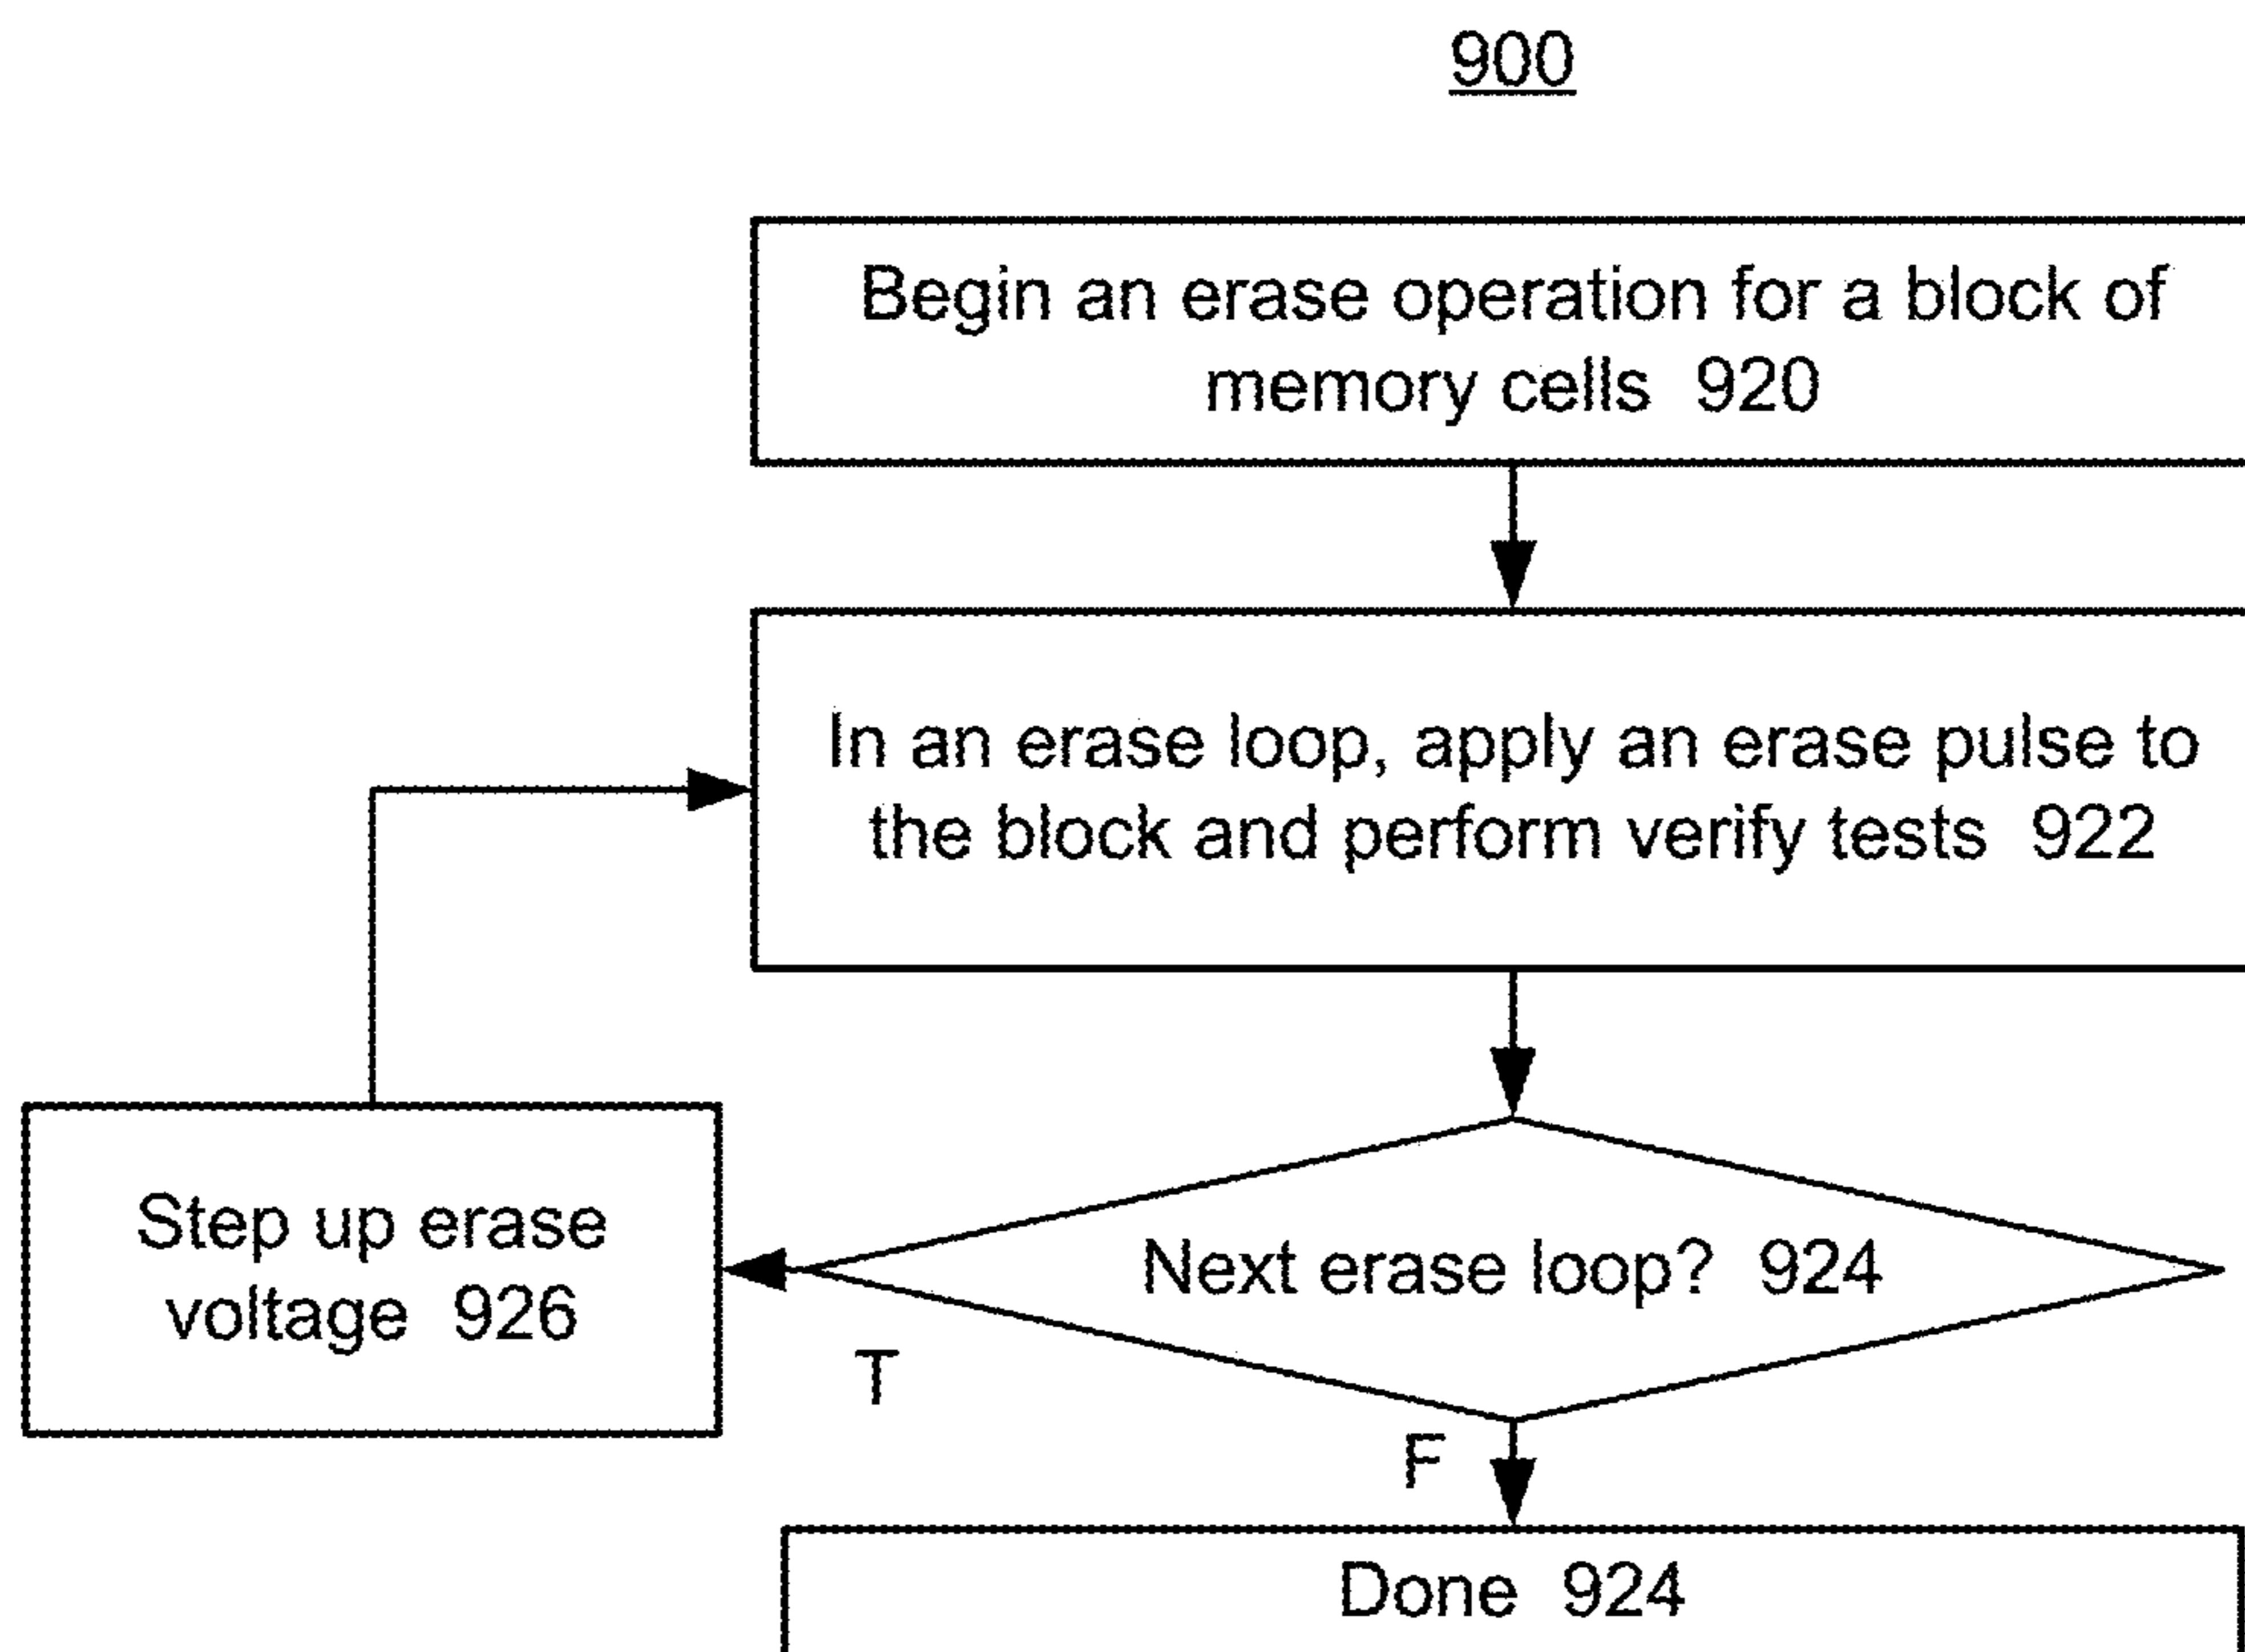 900
Begin an erase operation for a block of
memory cells 920
In an erase loop, apply an erase pulse to
the block and perform verify tests 922
Step up erase
voltage 926
Next erase loop? 924
T
F
Done 924